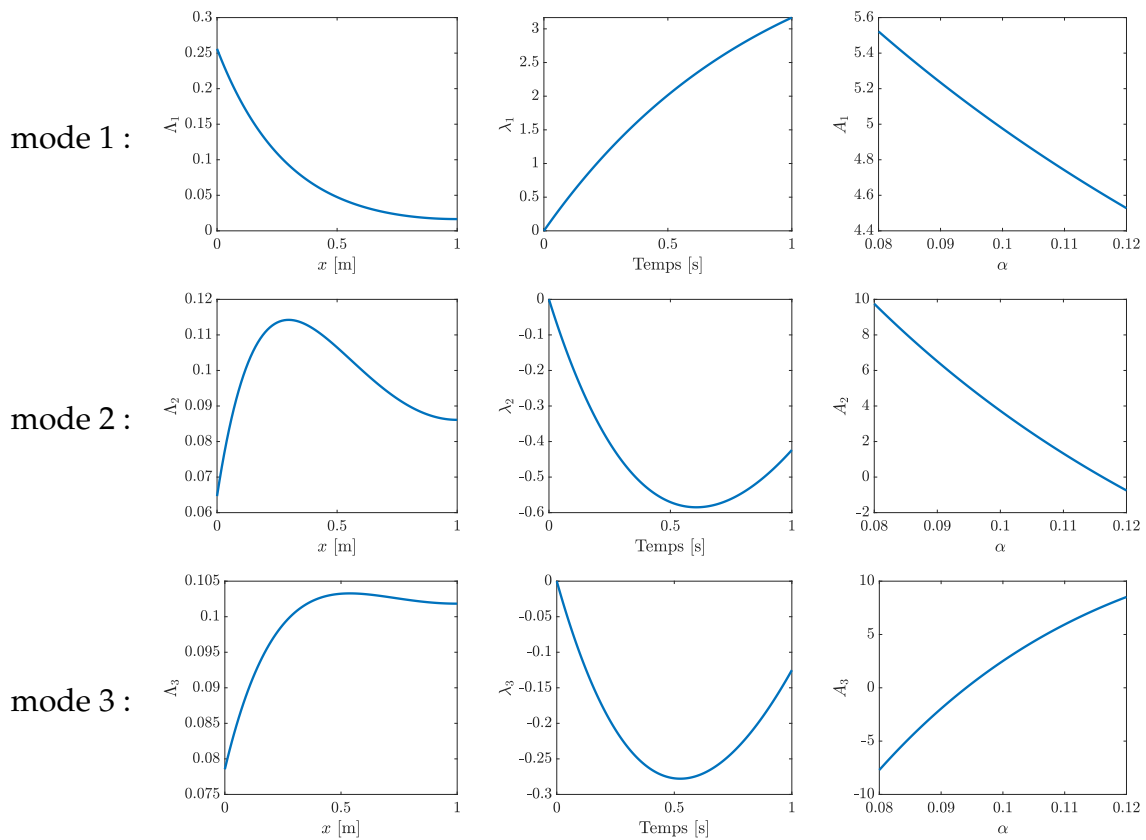 mode 1 :
0.3
0.25
0.2
0.15
0.1
0.05
0
Λ₁
0 0.5 1
x [m]
3
2.5
2
1.5
1
0.5
0
λ₁
0 0.5 1
Temps [s]
5.6
5.4
5.2
5
4.8
4.6
4.4
A₁
0.08 0.09 0.1 0.11 0.12
α
mode 2 :
0.12
0.11
0.1
0.09
0.08
0.07
0.06
Λ₂
0 0.5 1
x [m]
0
-0.1
-0.2
-0.3
-0.4
-0.5
-0.6
λ₂
0 0.5 1
Temps [s]
10
8
6
4
2
0
-2
A₂
0.08 0.09 0.1 0.11 0.12
α
mode 3 :
0.105
0.1
0.095
0.09
0.085
0.08
0.075
Λ₃
0 0.5 1
x [m]
0
-0.05
-0.1
-0.15
-0.2
-0.25
-0.3
λ₃
0 0.5 1
Temps [s]
10
5
0
-5
-10
A₃
0.08 0.09 0.1 0.11 0.12
α